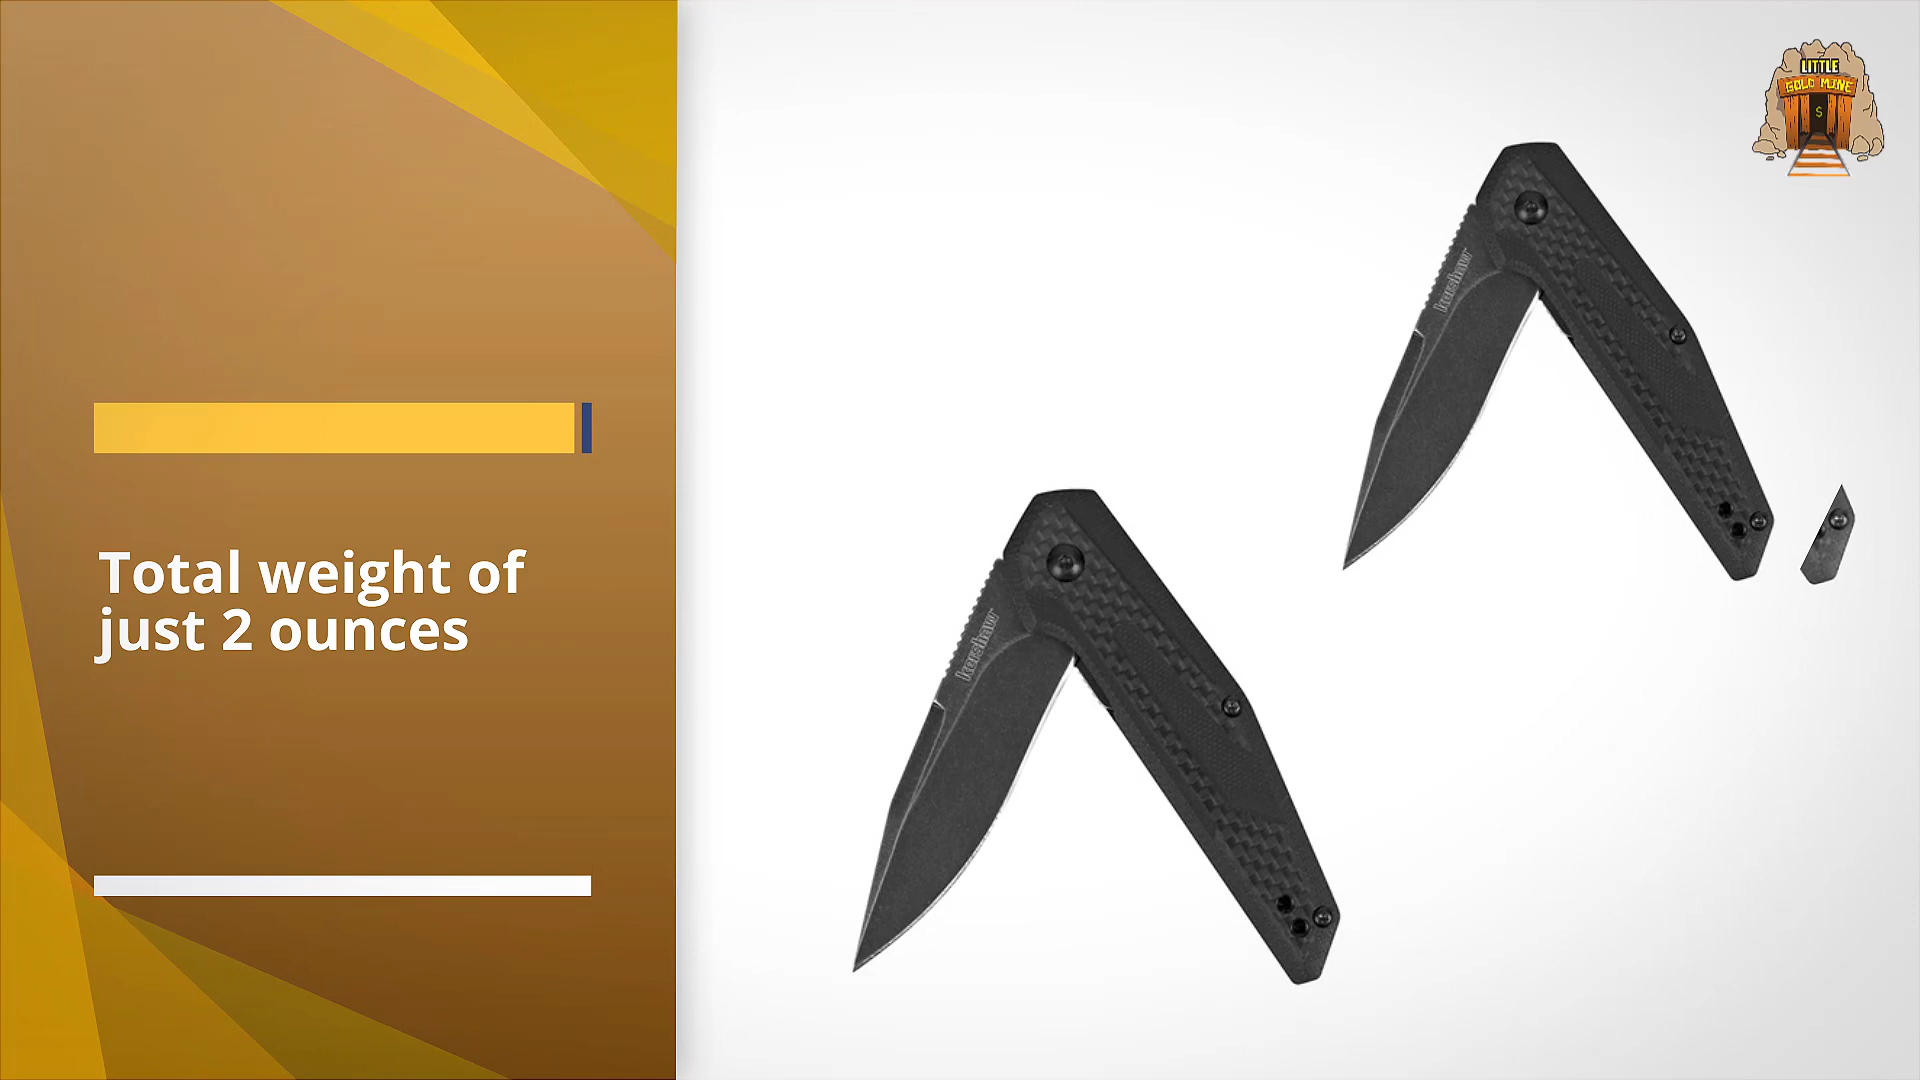 LITTLE
GOLD MINE
$
kershaw
Total weight of
just 2 ounces
kershaw